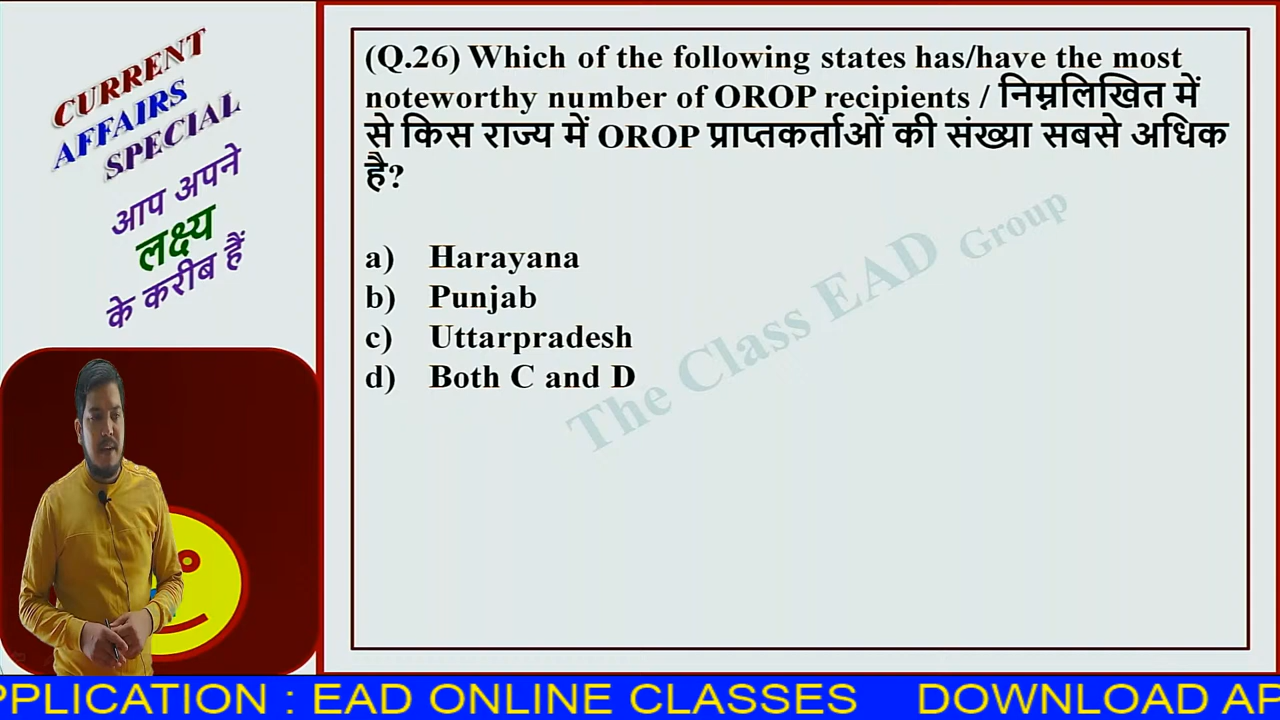 CURRENT
AFFAIRS
SPECIAL
आप अपने
लक्ष्य
के करीब हैं
(Q.26) Which of the following states has/have the most
noteworthy number of OROP recipients / निम्नलिखित में
से किस राज्य में OROP प्राप्तकर्ताओं की संख्या सबसे अधिक
है?
a) Harayana
b) Punjab
c) Uttarpradesh
d) Both C and D
The Class EAD Group
PPLICATION : EAD ONLINE CLASSES DOWNLOAD AP